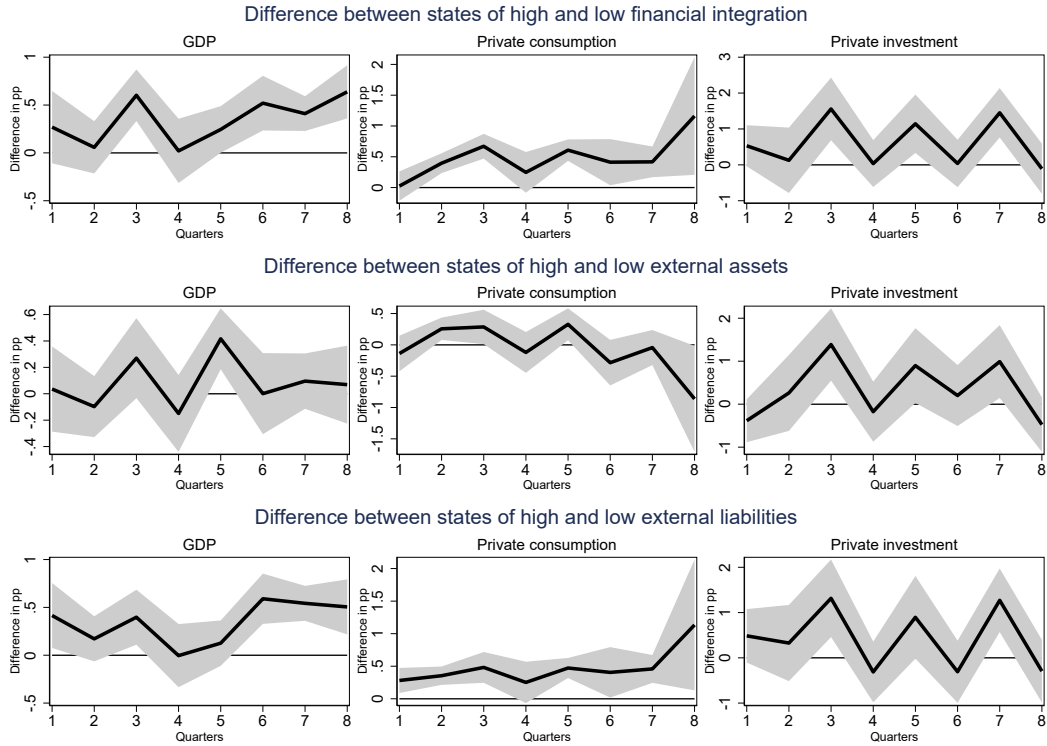 Difference between states of high and low financial integration
GDP Private consumption Private investment
Difference in pp
-.5 0 .5 1
1 2 3 4 5 6 7 8
Quarters
Difference in pp
0 .5 1 1.5 2
1 2 3 4 5 6 7 8
Quarters
Difference in pp
-1 0 1 2 3
1 2 3 4 5 6 7 8
Quarters
Difference between states of high and low external assets
GDP Private consumption Private investment
Difference in pp
-.4 -.2 0 .2 .4 .6
1 2 3 4 5 6 7 8
Quarters
Difference in pp
-1.5 -1 -.5 0 .5
1 2 3 4 5 6 7 8
Quarters
Difference in pp
-1 0 1 2
1 2 3 4 5 6 7 8
Quarters
Difference between states of high and low external liabilities
GDP Private consumption Private investment
Difference in pp
-.5 0 .5 1
1 2 3 4 5 6 7 8
Quarters
Difference in pp
0 .5 1 1.5 2
1 2 3 4 5 6 7 8
Quarters
Difference in pp
-1 0 1 2
1 2 3 4 5 6 7 8
Quarters